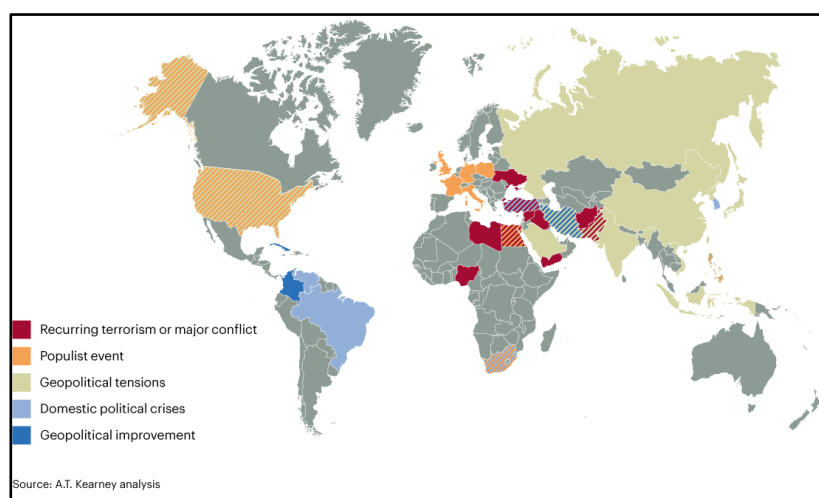 Recurring terrorism or major conflict
Populist event
Geopolitical tensions
Domestic political crises
Geopolitical improvement
Source: A.T. Kearney analysis